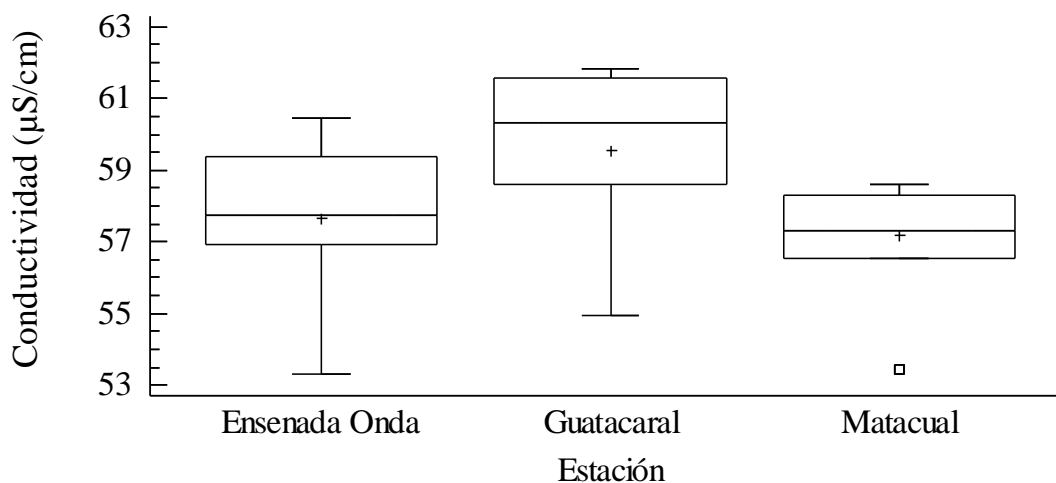 Conductividad (µS/cm)
63
61
59
57
55
53
Ensenada Onda
Guatacaral
Matacual
Estación